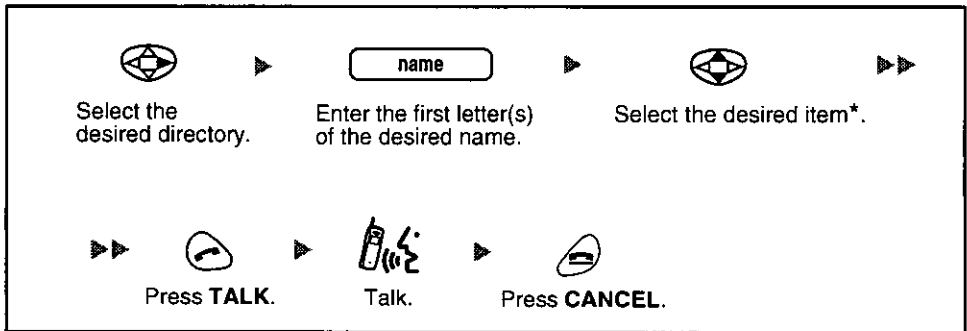 name
Select the
desired directory.
Enter the first letter(s)
of the desired name.
Select the desired item*.
Press TALK.
Talk.
Press CANCEL.